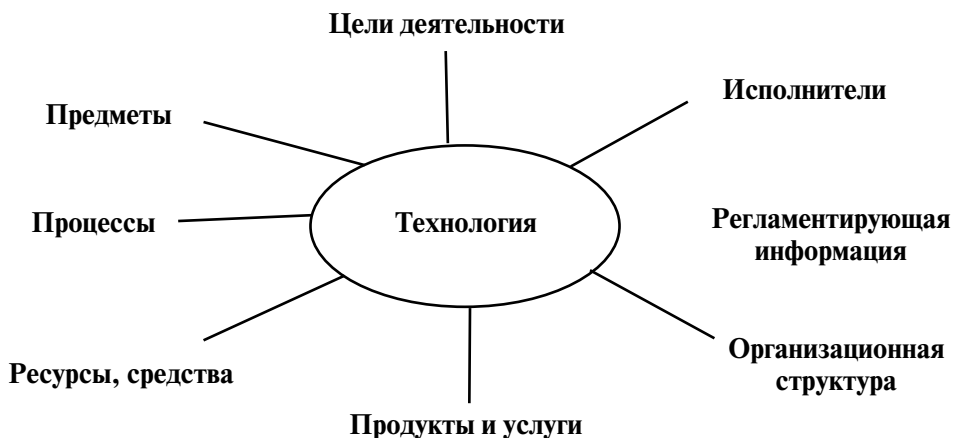 Цели деятельности
Исполнители
Предметы
Процессы
Технология
Регламентирующая
информация
Организационная
структура
Ресурсы, средства
Продукты и услуги